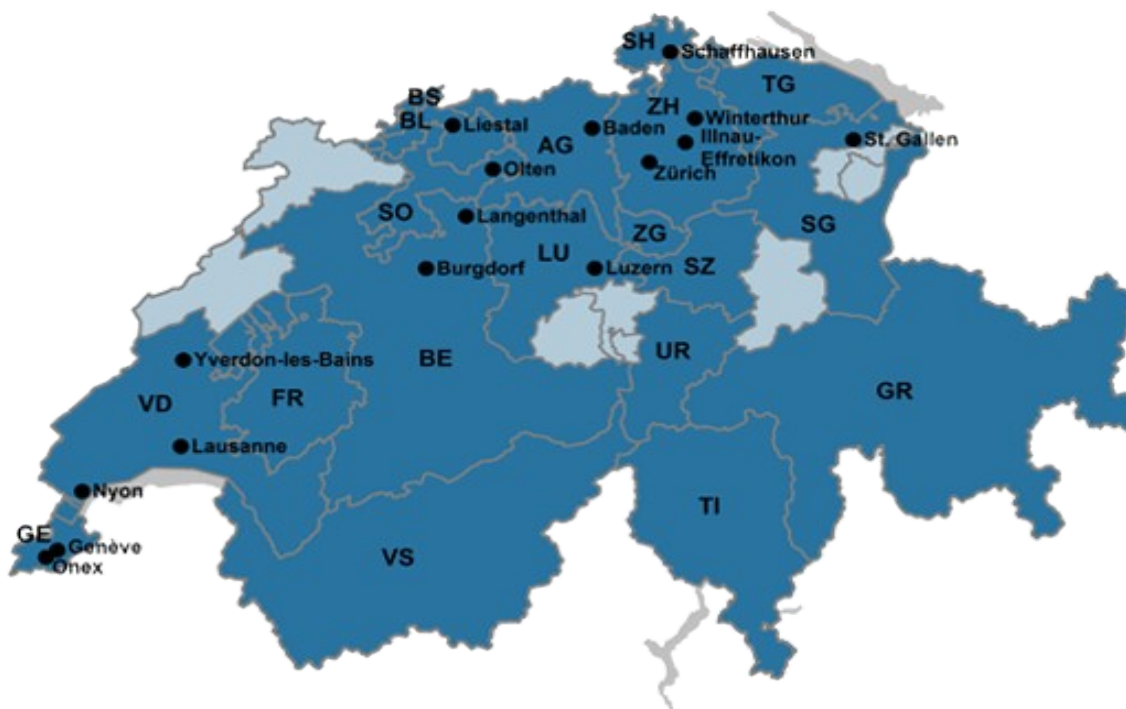 SH
Schaffhausen
TG
BS
ZH
Winterthur
BL
Liestal
AG
Baden
Illnau-
Effretikon
St. Gallen
Olten
Zürich
SO
Langenthal
ZG
SG
LU
Burgdorf
Luzern
SZ
UR
Yverdon-les-Bains
BE
GR
VD
FR
Lausanne
Nyon
TI
GE
Genève
Onex
VS